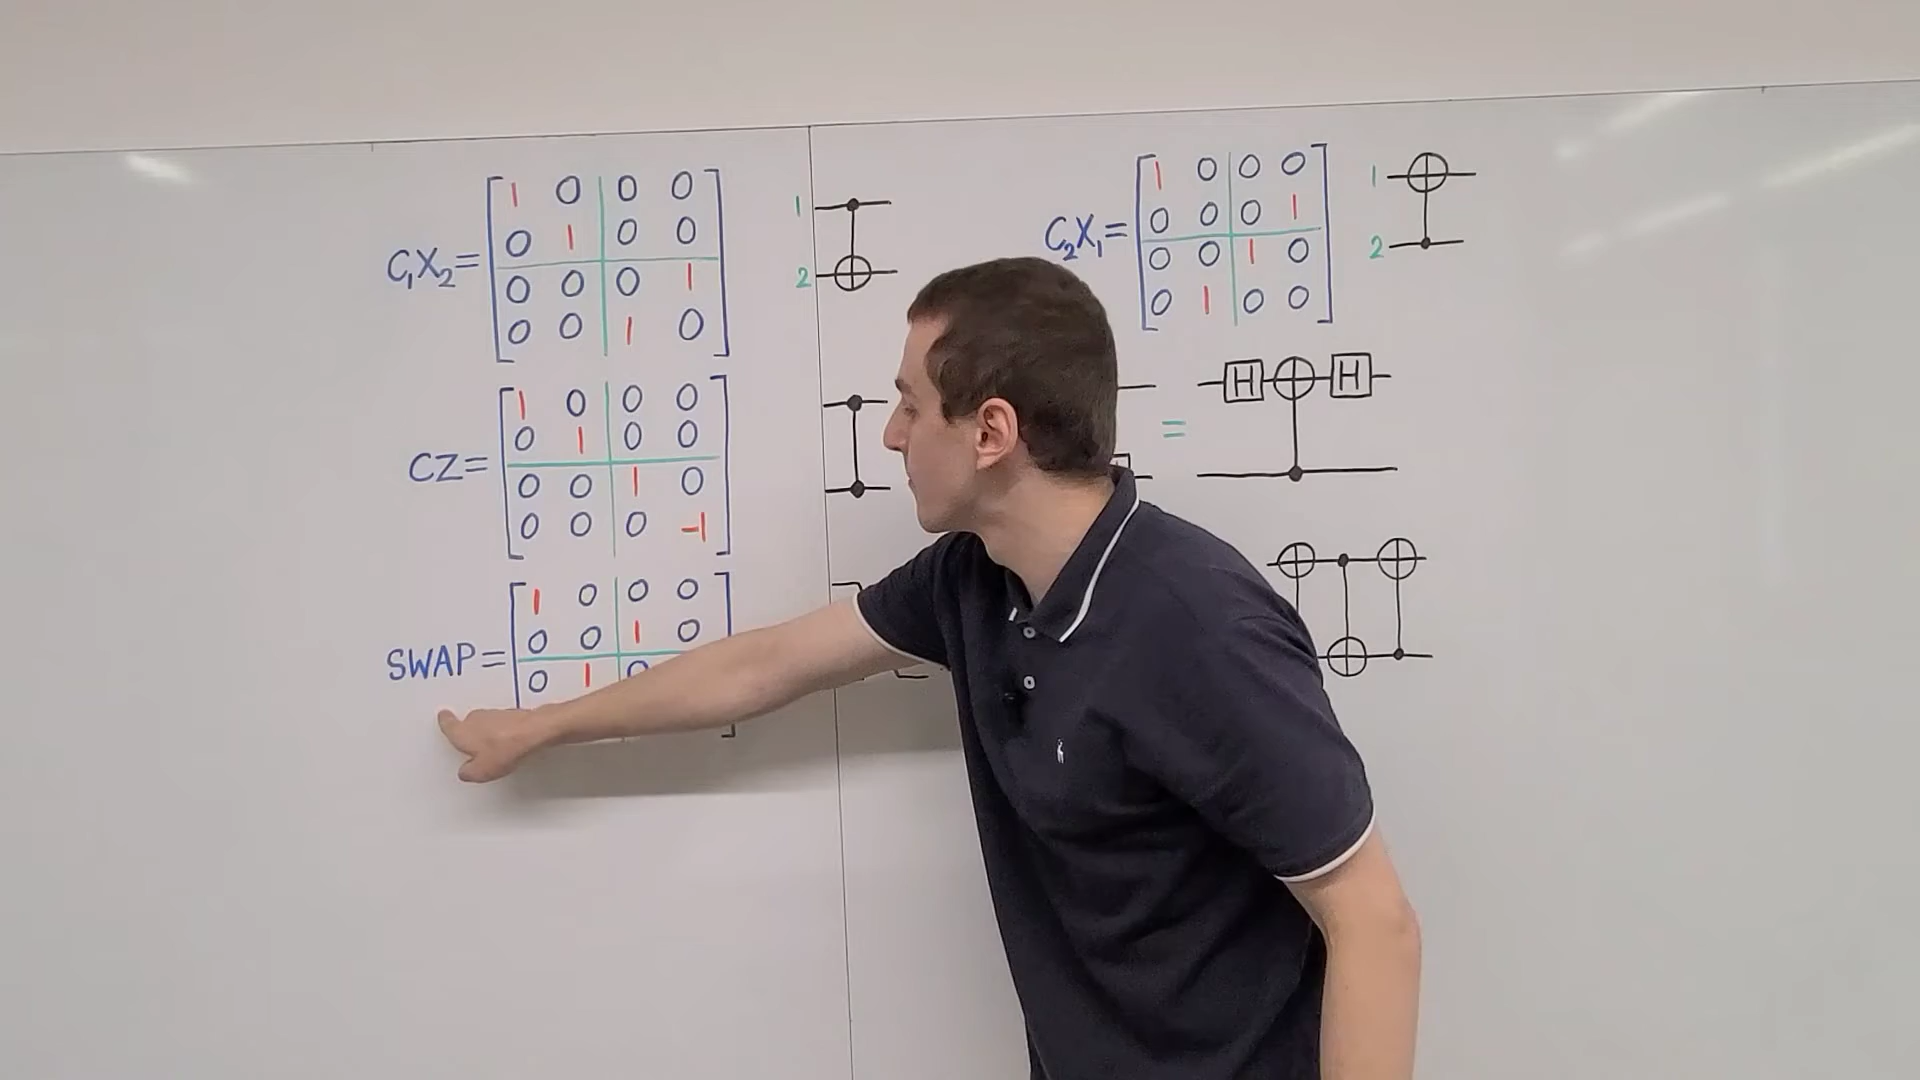 C₁X₂=
1 0 0 0
0 1 0 0
0 0 0 1
0 0 1 0
1
2
C₂X₁=
1 0 0 0
0 0 0 1
0 0 1 0
0 1 0 0
1
2
CZ=
1 0 0 0
0 1 0 0
0 0 1 0
0 0 0 -1
= H H
SWAP=
1 0 0 0
0 0 1 0
0 1 0